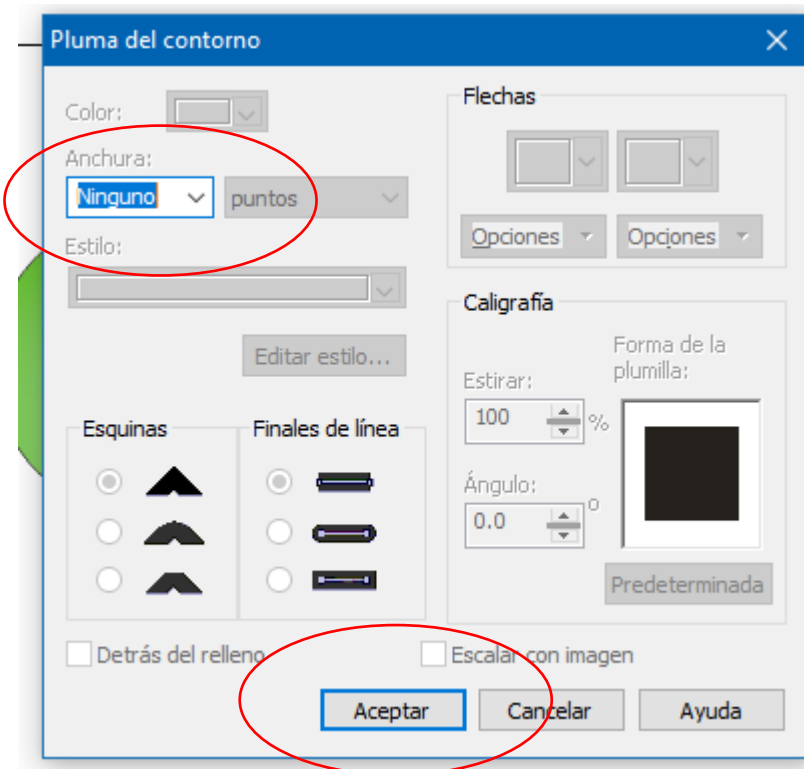 Pluma del contorno
Color:
Anchura:
Ninguno
puntos
Estilo:
Editar estilo...
Flechas
Opciones
Opciones
Caligrafía
Estirar:
100
%
Forma de la
plumilla:
Ángulo:
0.0
°
Predeterminada
Esquinas
Finales de línea
Detrás del relleno
Escalar con imagen
Aceptar
Cancelar
Ayuda